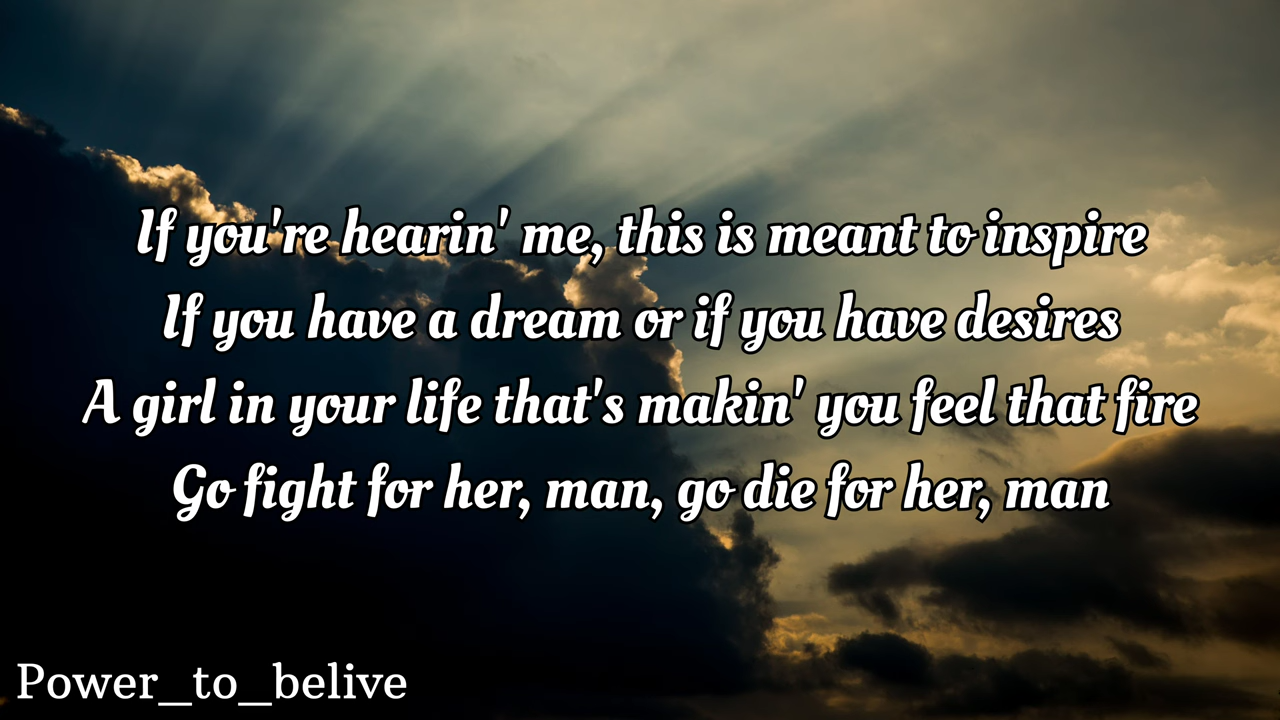 If you're hearin' me, this is meant to inspire
If you have a dream or if you have desires
A girl in your life that's makin' you feel that fire
Go fight for her, man, go die for her, man
Power_to_belive